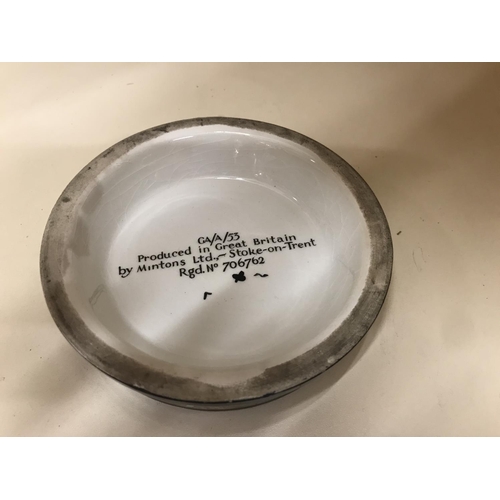 GA/A/53
Produced in Great Britain
by Mintons Ltd.,~ Stoke-on-Trent
Rgd. Nº 706762